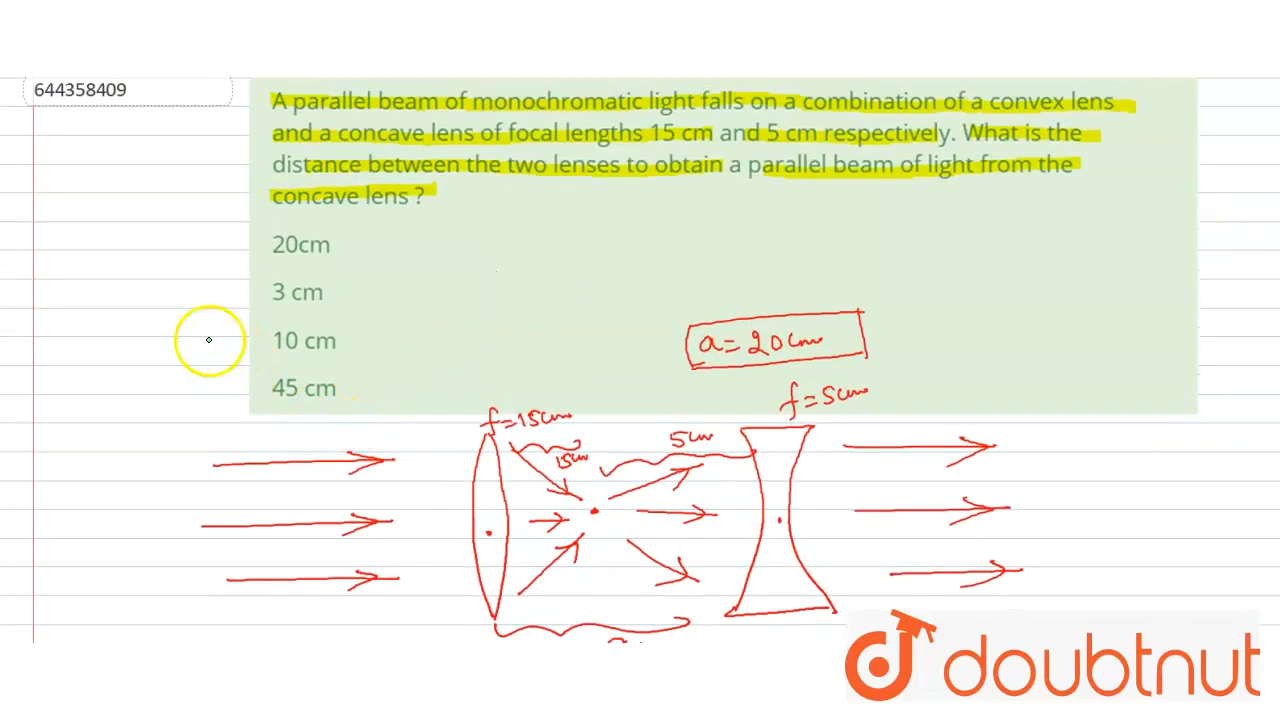 644358409
A parallel beam of monochromatic light falls on a combination of a convex lens
and a concave lens of focal lengths 15 cm and 5 cm respectively. What is the
distance between the two lenses to obtain a parallel beam of light from the
concave lens ?
20cm
3 cm
10 cm
45 cm
a = 20cm
f = 5cm
f=15cm
5cm
15cm
doubtnut